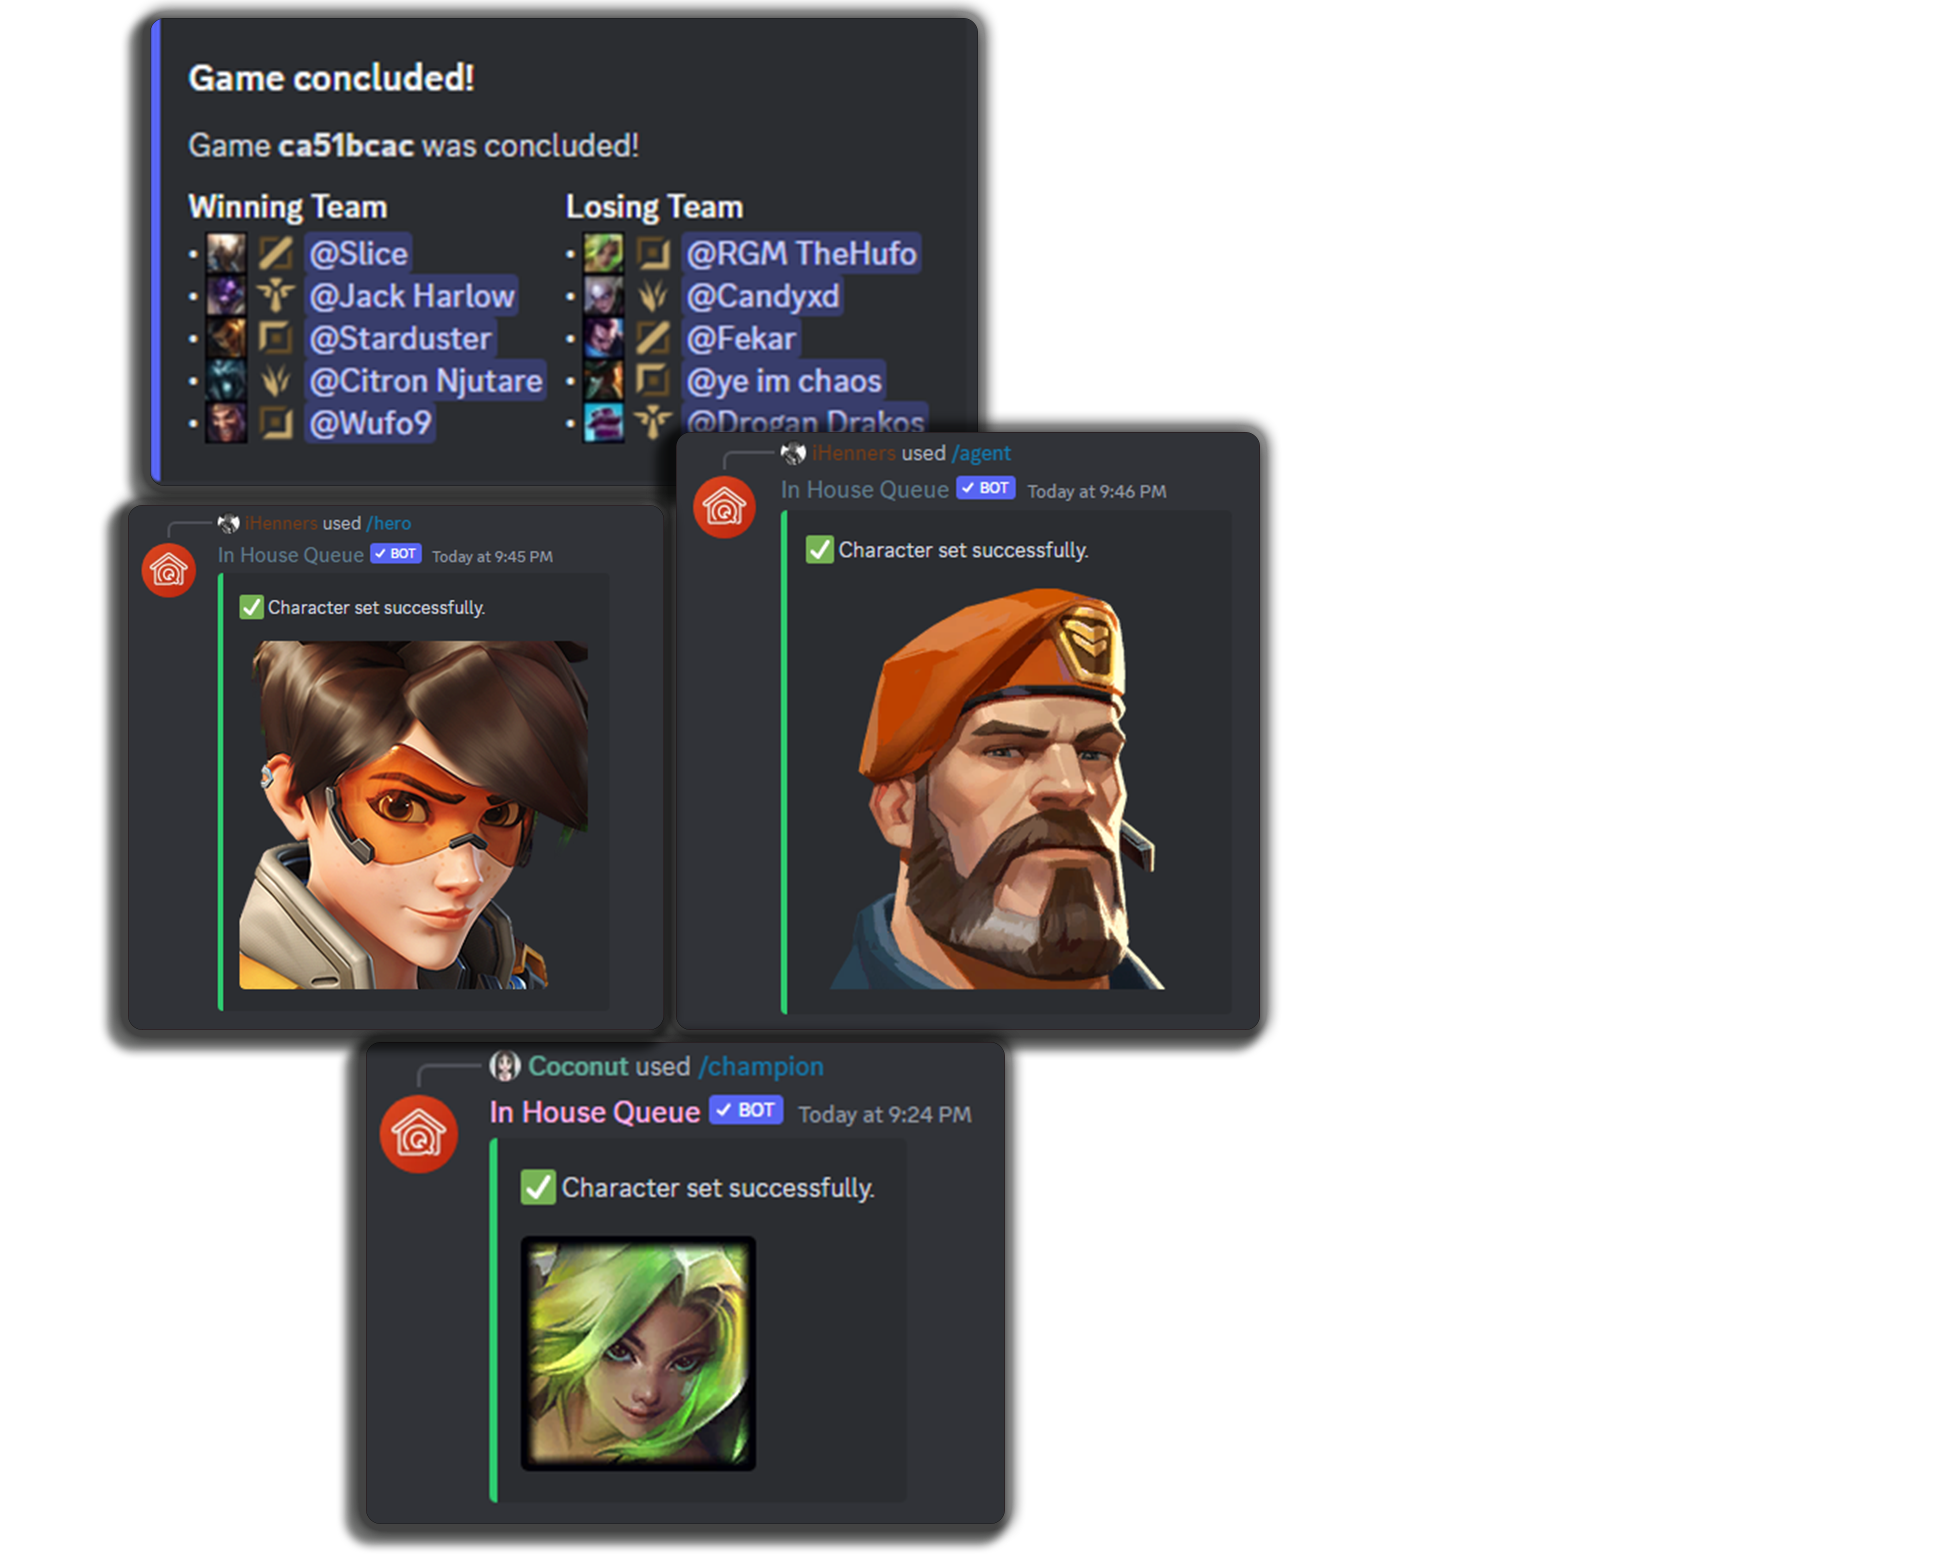 Game concluded!
Game ca51bcac was concluded!
Winning Team
• @Slice
• @Jack Harlow
• @Starduster
• @Citron Njutare
• @Wufo9
Losing Team
• @RGM TheHufo
• @Candyxd
• @Fekar
• @ye im chaos
• @Drogan Drakos
iHenners used /hero
In House Queue ✓ BOT Today at 9:45 PM
✅ Character set successfully.
iHenners used /agent
In House Queue ✓ BOT Today at 9:46 PM
✅ Character set successfully.
Coconut used /champion
In House Queue ✓ BOT Today at 9:24 PM
✅ Character set successfully.